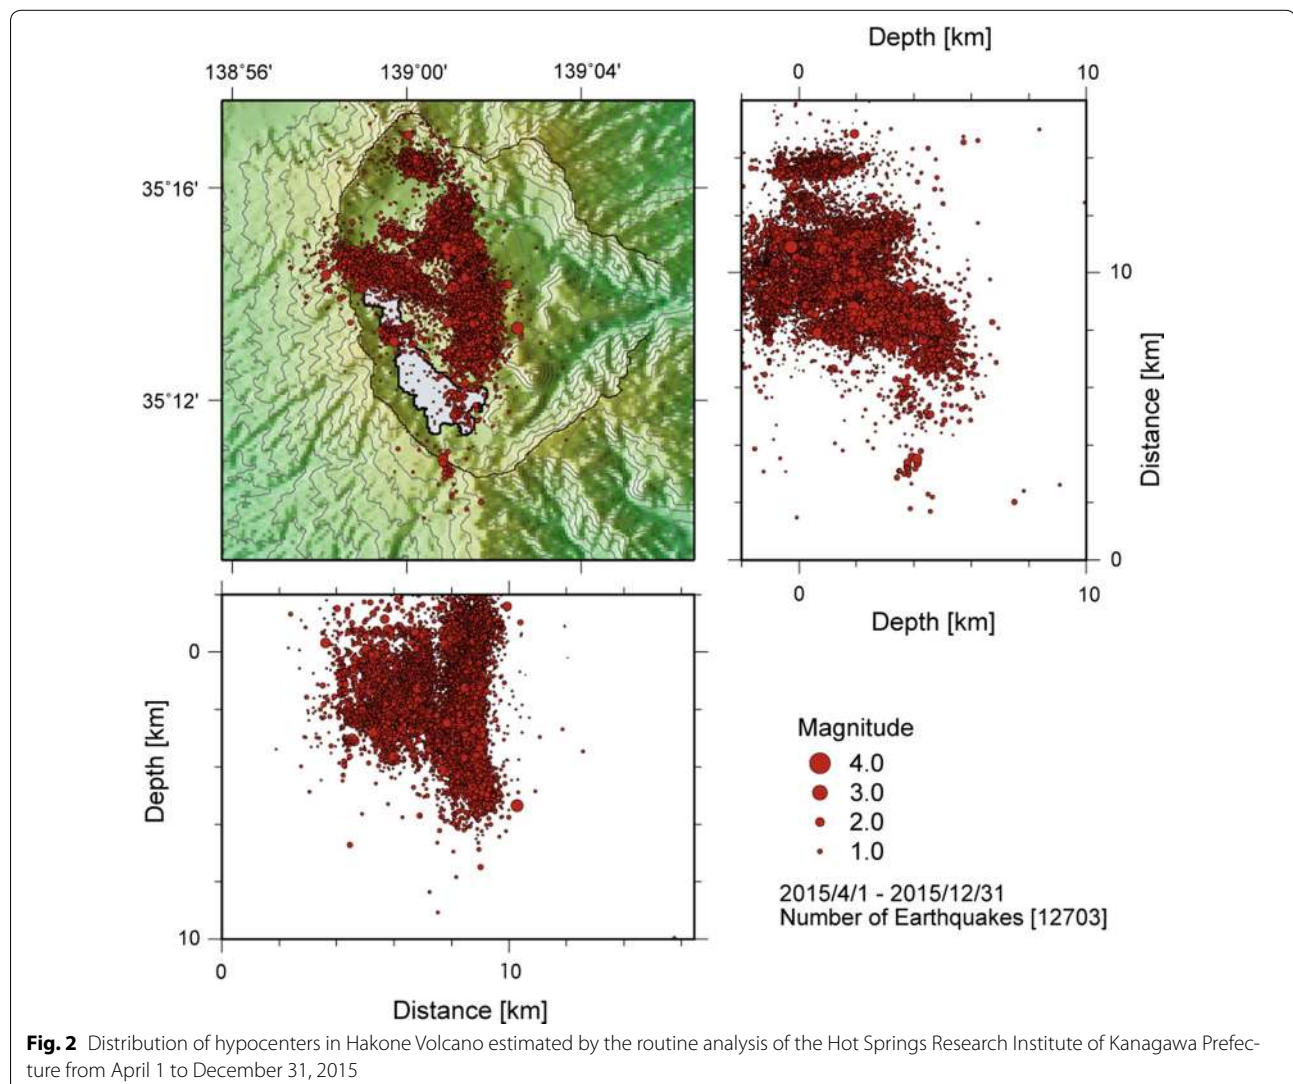 Depth [km]
138°56'
139°00'
139°04'
0
10
35°16'
35°12'
10
0
Distance [km]
0
10
Depth [km]
0
10
Depth [km]
0
10
Distance [km]
Magnitude
4.0
3.0
2.0
1.0
2015/4/1 - 2015/12/31
Number of Earthquakes [12703]
Fig. 2 Distribution of hypocenters in Hakone Volcano estimated by the routine analysis of the Hot Springs Research Institute of Kanagawa Prefec-
ture from April 1 to December 31, 2015